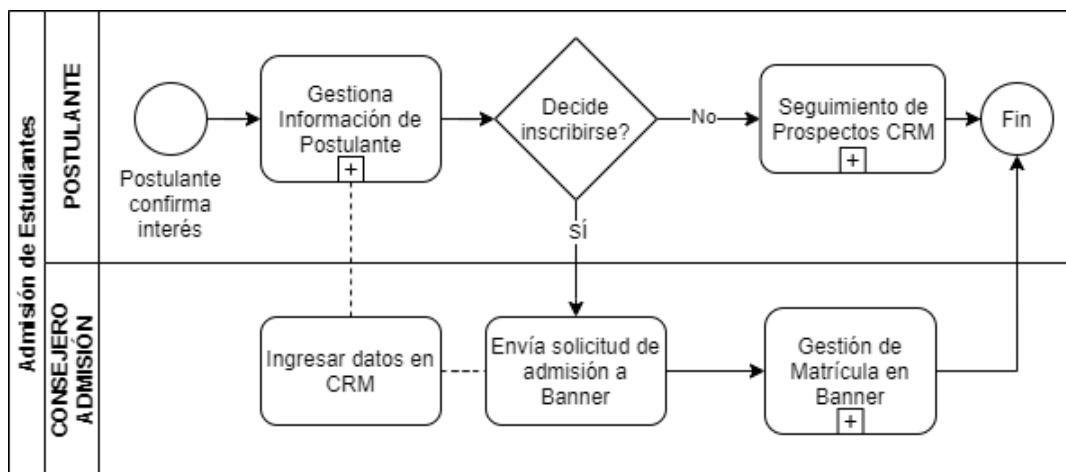 Admisión de Estudiantes
POSTULANTE
Postulante
confirma
interés
Gestiona
Información de
Postulante
+
Decide
inscribirse?
No
SÍ
Seguimiento de
Prospectos CRM
+
Fin
CONSEJERO
ADMISIÓN
Ingresar datos en
CRM
Envía solicitud de
admisión a
Banner
Gestión de
Matrícula en
Banner
+